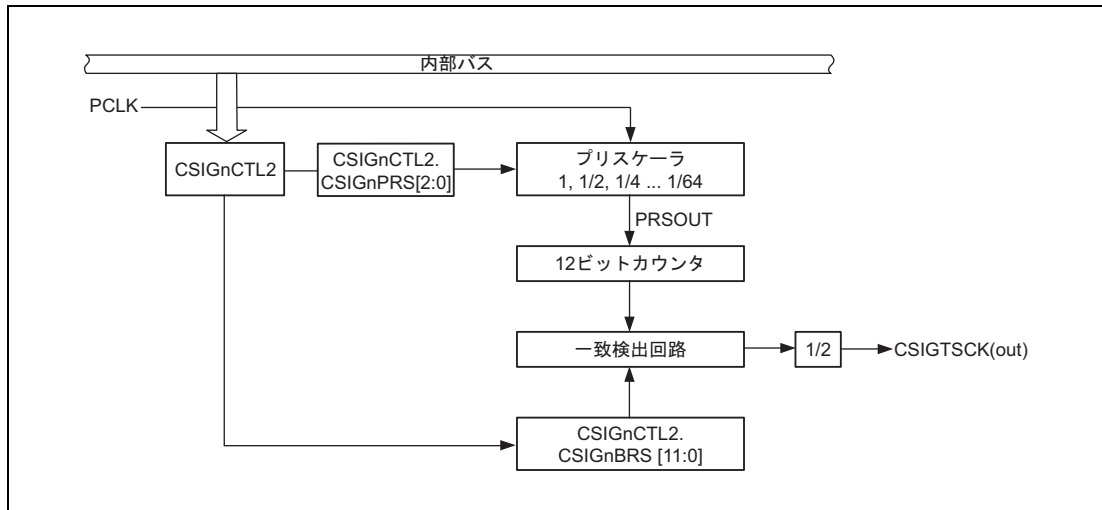 内部バス
PCLK
CSIGnCTL2
CSIGnCTL2.
CSIGnPRS[2:0]
プリスケーラ
1, 1/2, 1/4 ... 1/64
PRSOUT
12ビットカウンタ
一致検出回路
1/2
CSIGTSCK(out)
CSIGnCTL2.
CSIGnBRS [11:0]